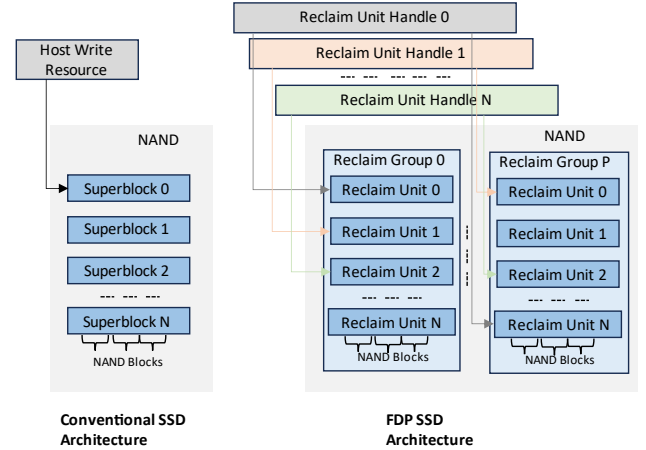 Reclaim Unit Handle 0
Host Write
Resource
Reclaim Unit Handle 1
Reclaim Unit Handle N
NAND
NAND
Reclaim Group 0
Reclaim Group P
Superblock 0
Reclaim Unit 0
Reclaim Unit 0
Superblock 1
Reclaim Unit 1
Reclaim Unit 1
Superblock 2
Reclaim Unit 2
Reclaim Unit 2
Superblock N
Reclaim Unit N
Reclaim Unit N
NAND Blocks
NAND Blocks
NAND Blocks
Conventional SSD
Architecture
FDP SSD
Architecture